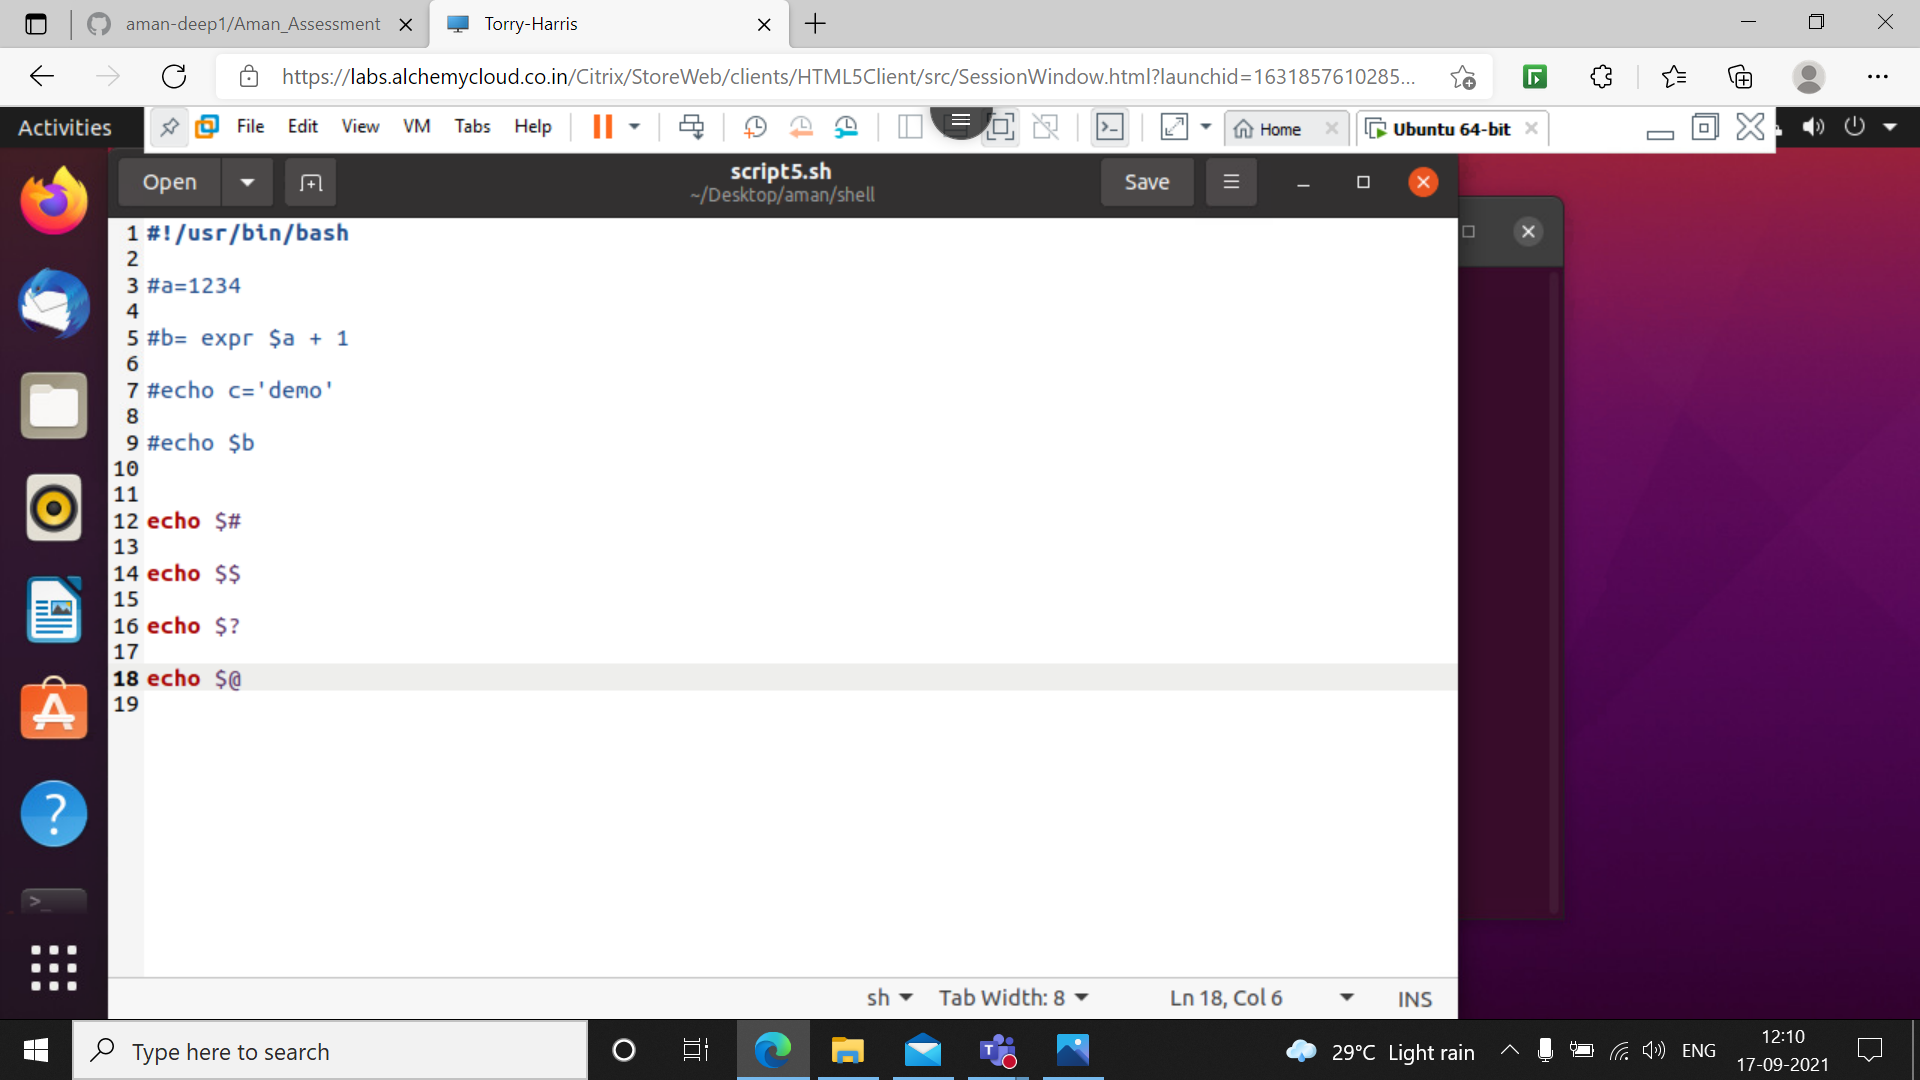 aman-deep1/Aman_Assessment
Torry-Harris
https://labs.alchemycloud.co.in/Citrix/StoreWeb/clients/HTML5Client/src/SessionWindow.html?launchid=1631857610285...
Activities
File Edit View VM Tabs Help
Home
Ubuntu 64-bit
Open
script5.sh
~/Desktop/aman/shell
Save
1 #!/usr/bin/bash
2
3 #a=1234
4
5 #b= expr $a + 1
6
7 #echo c='demo'
8
9 #echo $b
10
11
12 echo $#
13
14 echo $$
15
16 echo $?
17
18 echo $@
19
sh Tab Width: 8 Ln 18, Col 6 INS
Type here to search
29°C Light rain
ENG
12:10
17-09-2021